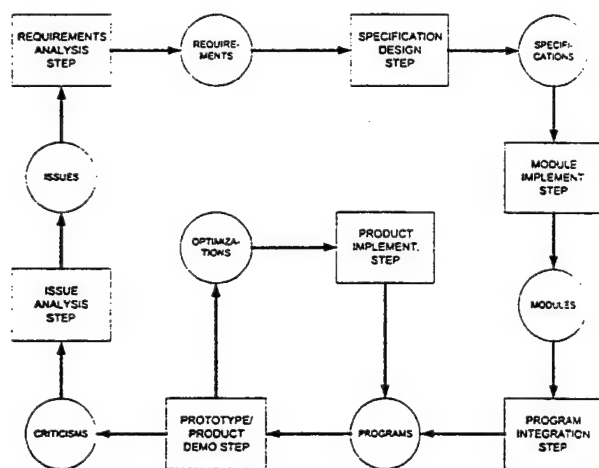 REQUIREMENTS
ANALYSIS
STEP
REQUIRE-
MENTS
SPECIFICATION
DESIGN
STEP
SPECIFI-
CATIONS
ISSUES
MODULE
IMPLEMENT
STEP
OPTIMIZA-
TIONS
PRODUCT
IMPLEMENT.
STEP
ISSUE
ANALYSIS
STEP
MODULES
CRITICISMS
PROTOTYPE/
PRODUCT
DEMO STEP
PROGRAMS
PROGRAM
INTEGRATION
STEP